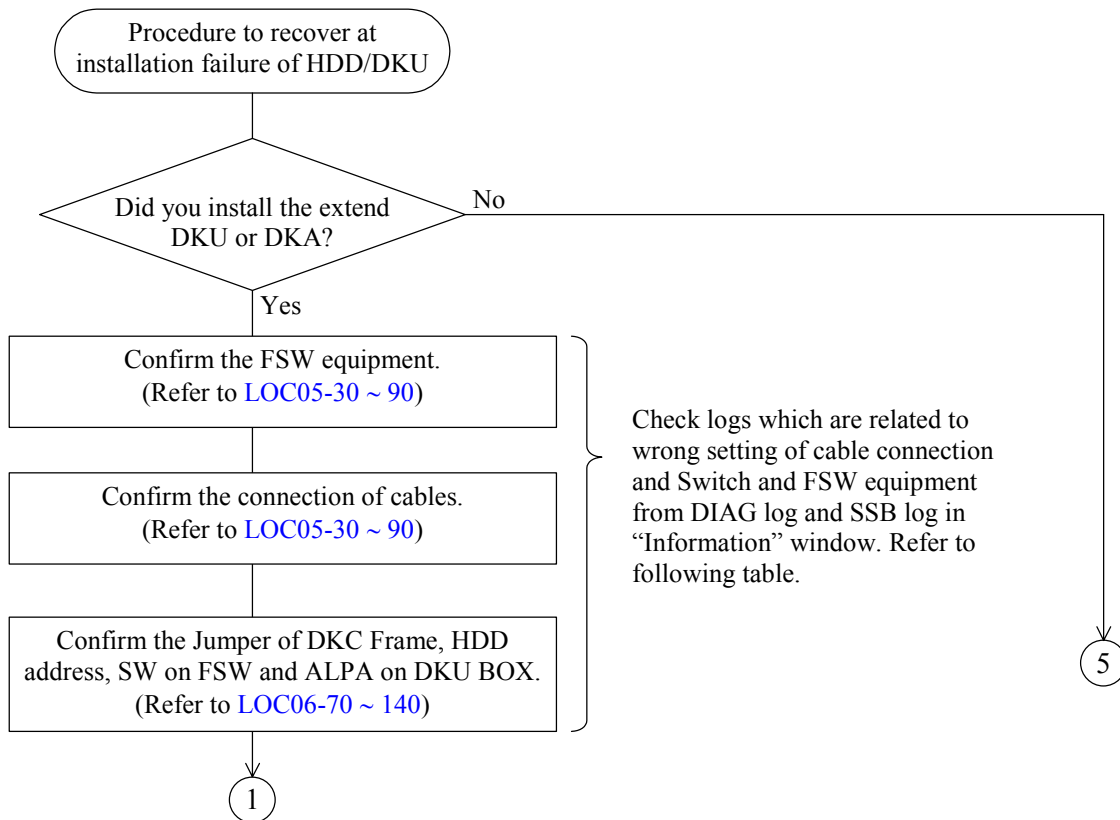 Procedure to recover at
installation failure of HDD/DKU
Did you install the extend
DKU or DKA?
No
Yes
Confirm the FSW equipment.
(Refer to LOC05-30 ~ 90)
Confirm the connection of cables.
(Refer to LOC05-30 ~ 90)
Confirm the Jumper of DKC Frame, HDD
address, SW on FSW and ALPA on DKU BOX.
(Refer to LOC06-70 ~ 140)
Check logs which are related to
wrong setting of cable connection
and Switch and FSW equipment
from DIAG log and SSB log in
“Information” window. Refer to
following table.
5
1